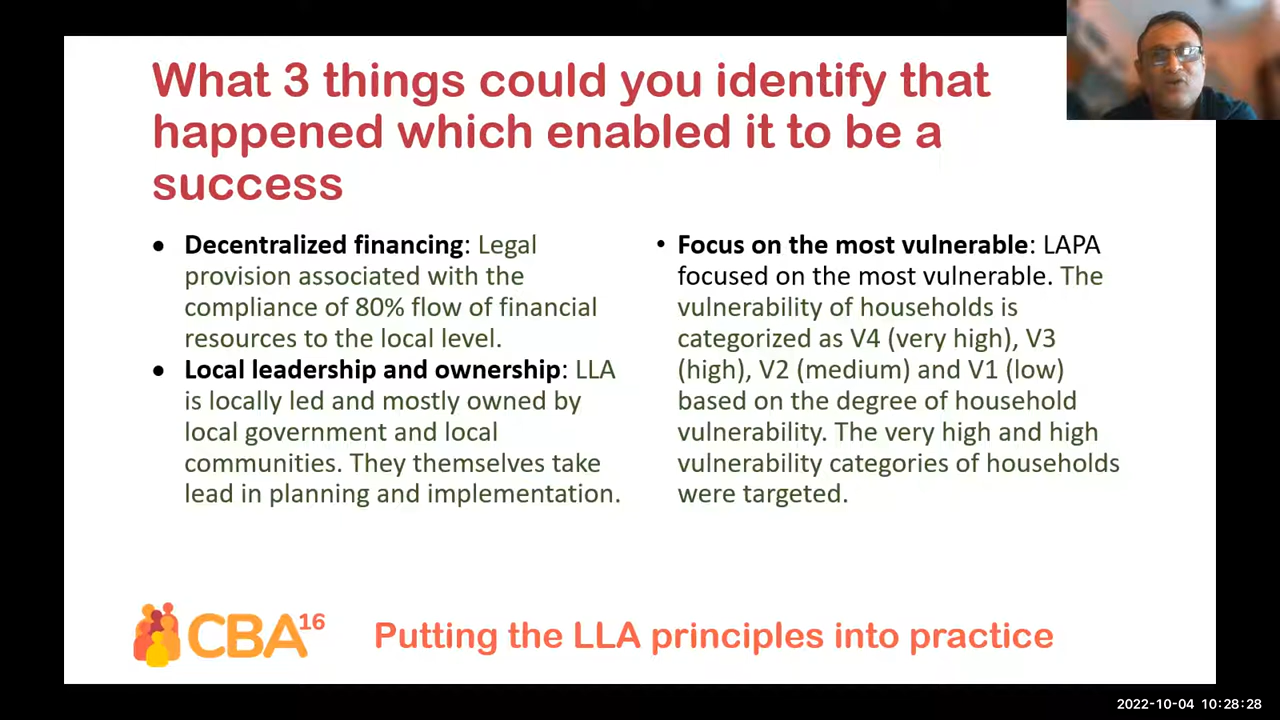 What 3 things could you identify that
happened which enabled it to be a
success
● Decentralized financing: Legal
provision associated with the
compliance of 80% flow of financial
resources to the local level.
● Local leadership and ownership: LLA
is locally led and mostly owned by
local government and local
communities. They themselves take
lead in planning and implementation.
• Focus on the most vulnerable: LAPA
focused on the most vulnerable. The
vulnerability of households is
categorized as V4 (very high), V3
(high), V2 (medium) and V1 (low)
based on the degree of household
vulnerability. The very high and high
vulnerability categories of households
were targeted.
CBA16
Putting the LLA principles into practice
2022-10-04 10:28:28